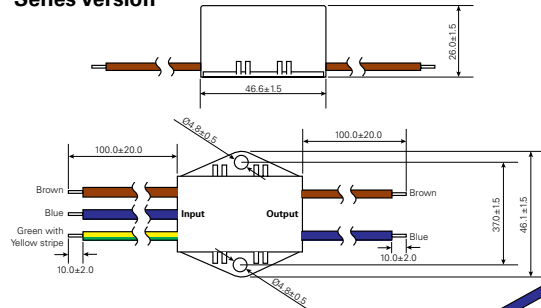 Series version
26.0±1.5
46.6±1.5
Ø4.8±0.5
100.0±20.0
100.0±20.0
Brown
Blue
Green with
Yellow stripe
Input
Output
Brown
Blue
37.0±1.5
46.1±1.5
10.0±2.0
10.0±2.0
Ø4.8±0.5